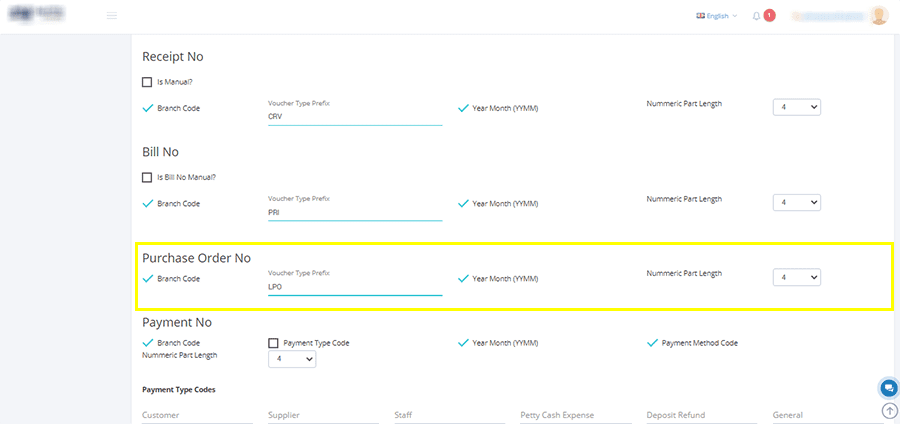 English
1
Receipt No
Is Manual?
Branch Code
Voucher Type Prefix
CRV
Year Month (YYMM)
Nummeric Part Length
4
Bill No
Is Bill No Manual?
Branch Code
Voucher Type Prefix
PRI
Year Month (YYMM)
Nummeric Part Length
4
Purchase Order No
Branch Code
Voucher Type Prefix
LPO
Year Month (YYMM)
Nummeric Part Length
4
Payment No
Branch Code
Payment Type Code
Year Month (YYMM)
Payment Method Code
Nummeric Part Length
4
Payment Type Codes
Customer
Supplier
Staff
Petty Cash Expense
Deposit Refund
General